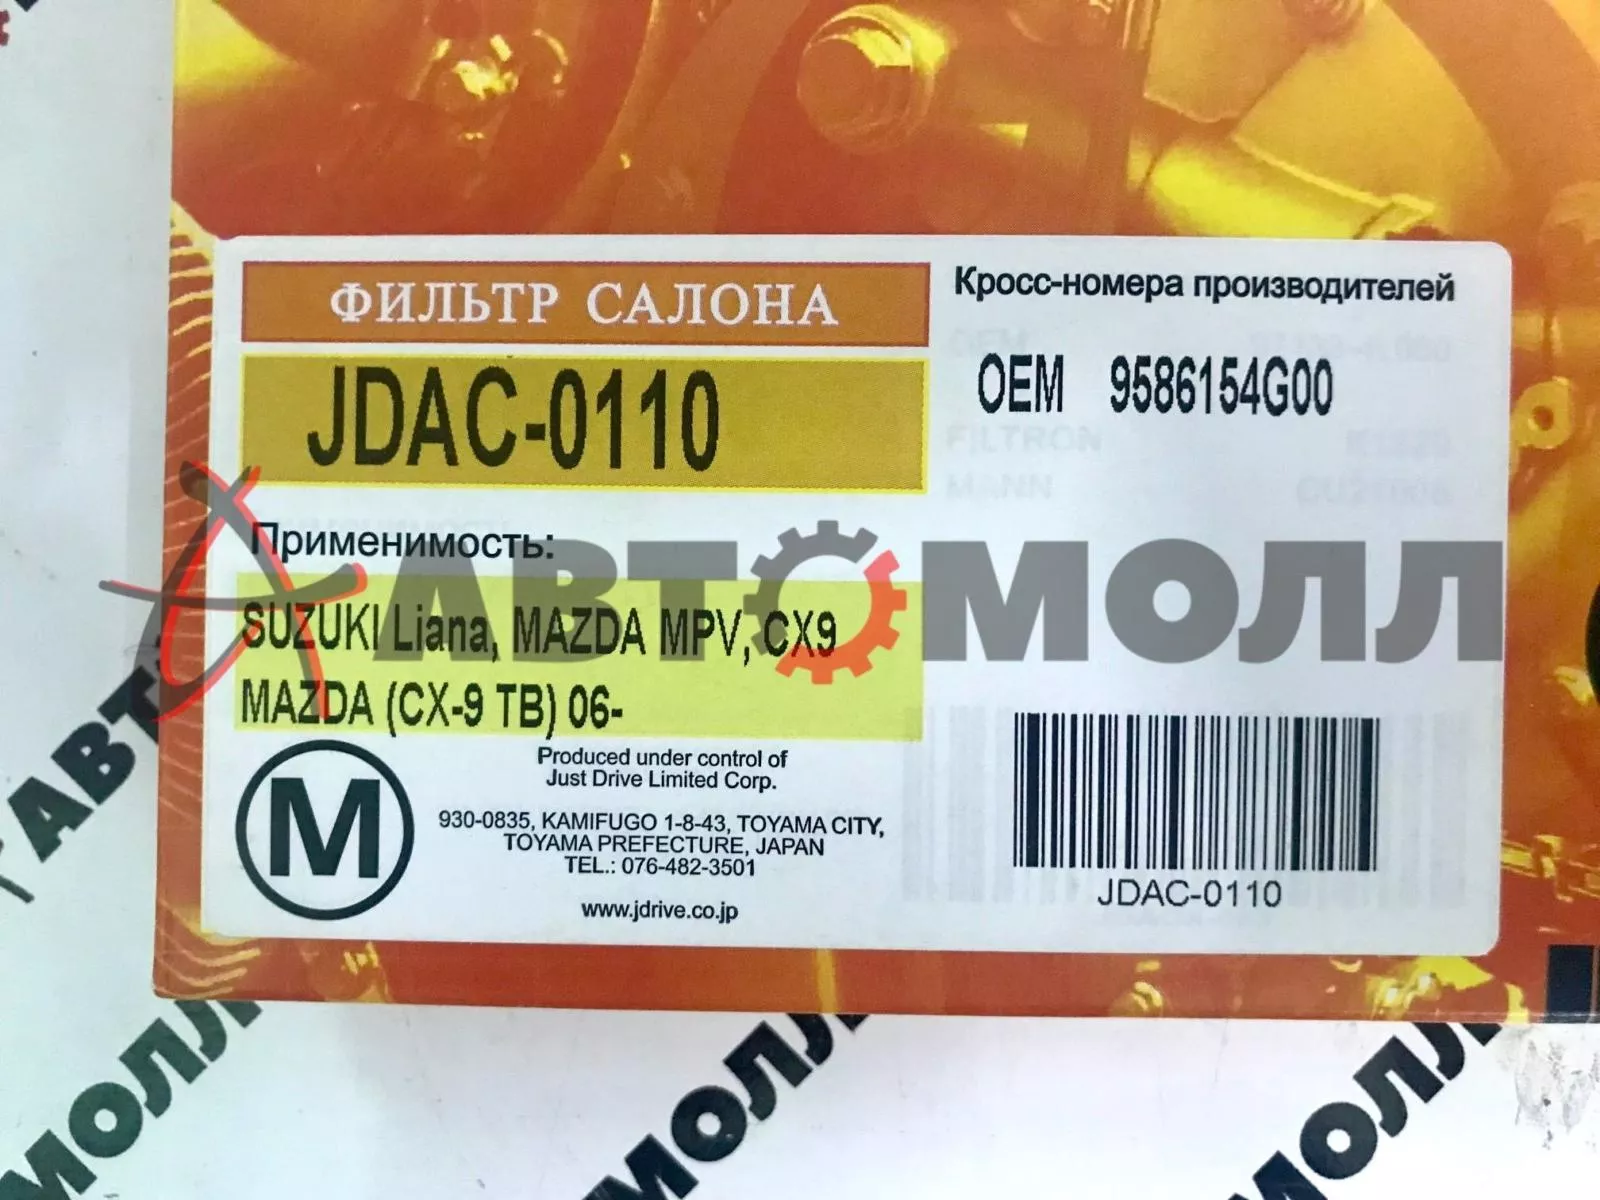 ФИЛЬТР САЛОНА
JDAC-0110
Кросс-номера производителей
OEM 9586154G00
FILTRON
MANN
Применимость:
SUZUKI Liana, MAZDA MPV, CX9
MAZDA (CX-9 TB) 06-
АВТОМОЛЛ
M
Produced under control of
Just Drive Limited Corp.
930-0835, KAMIFUGO 1-8-43, TOYAMA CITY,
TOYAMA PREFECTURE, JAPAN
TEL.: 076-482-3501
www.jdrive.co.jp
JDAC-0110